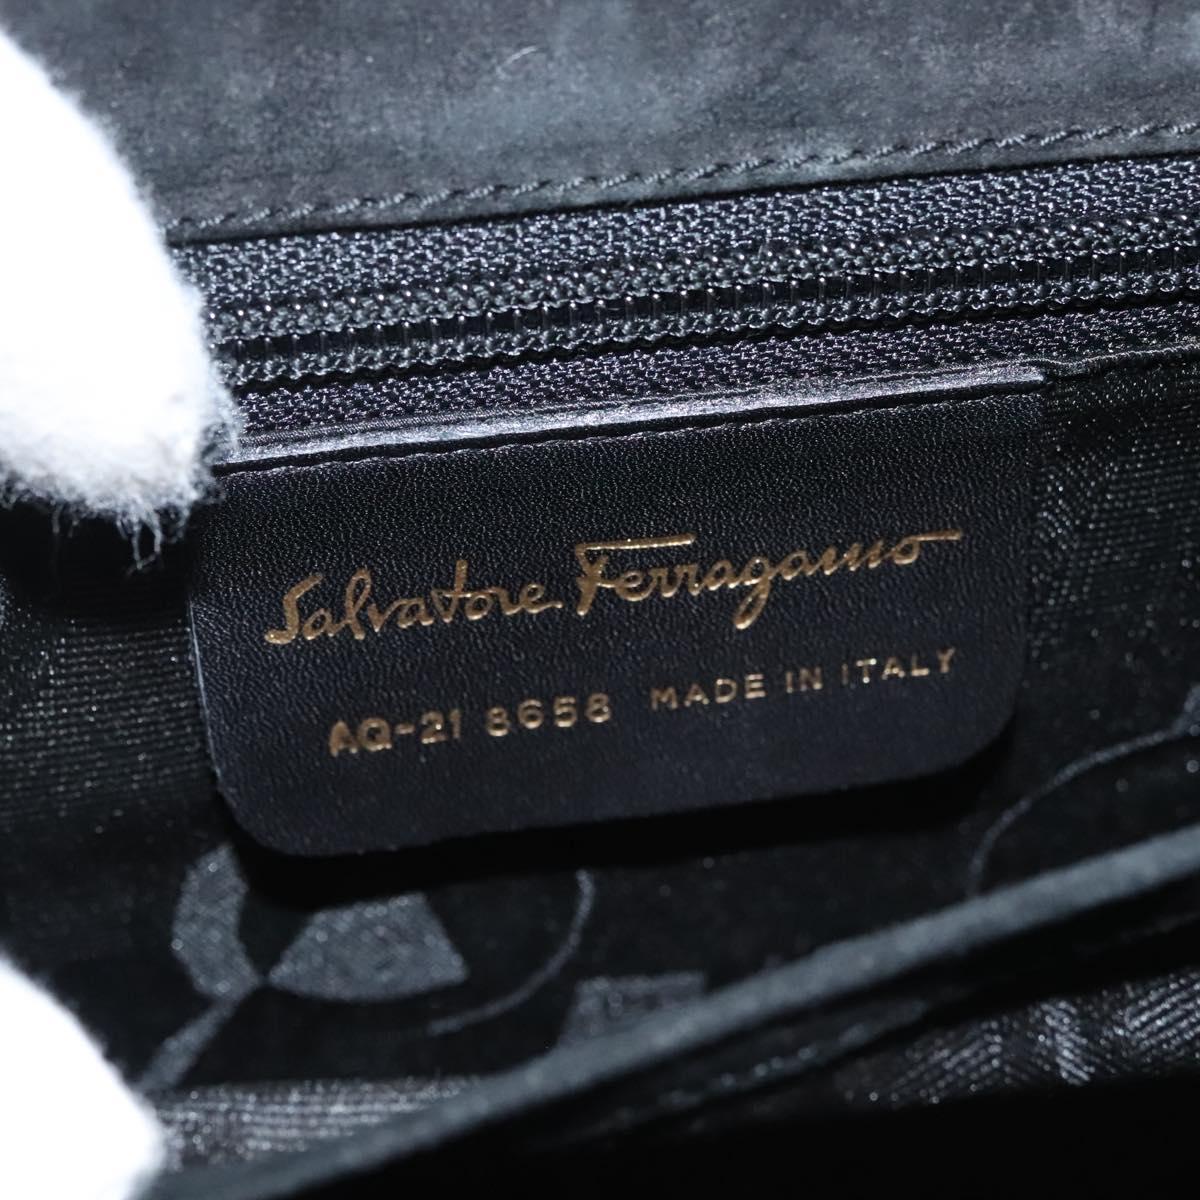 Salvatore Ferragamo
AQ-21 8658 MADE IN ITALY